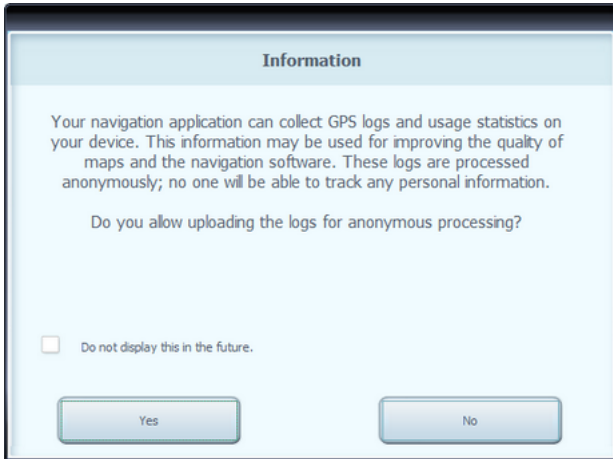 Information
Your navigation application can collect GPS logs and usage statistics on
your device. This information may be used for improving the quality of
maps and the navigation software. These logs are processed
anonymously; no one will be able to track any personal information.
Do you allow uploading the logs for anonymous processing?
Do not display this in the future.
Yes
No